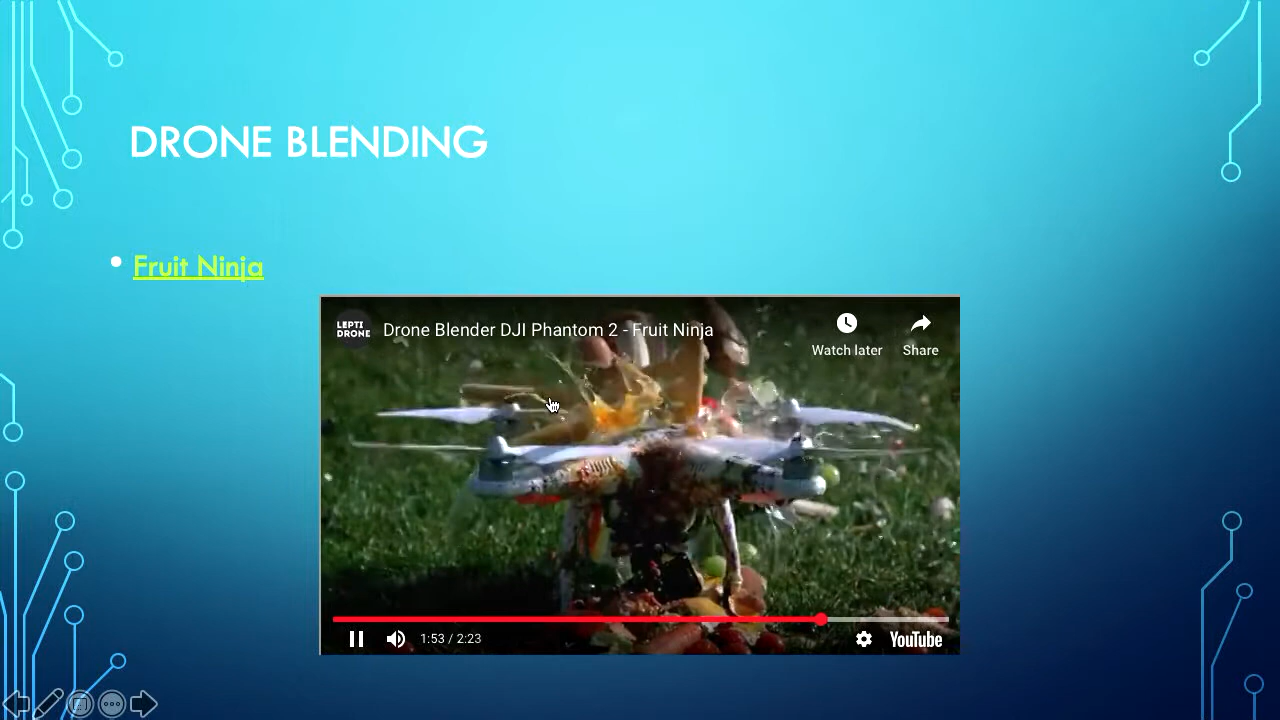 DRONE BLENDING
Fruit Ninja
LEPTI
DRONE
Drone Blender DJI Phantom 2 - Fruit Ninja
Watch later
Share
1:53 / 2:23
YouTube